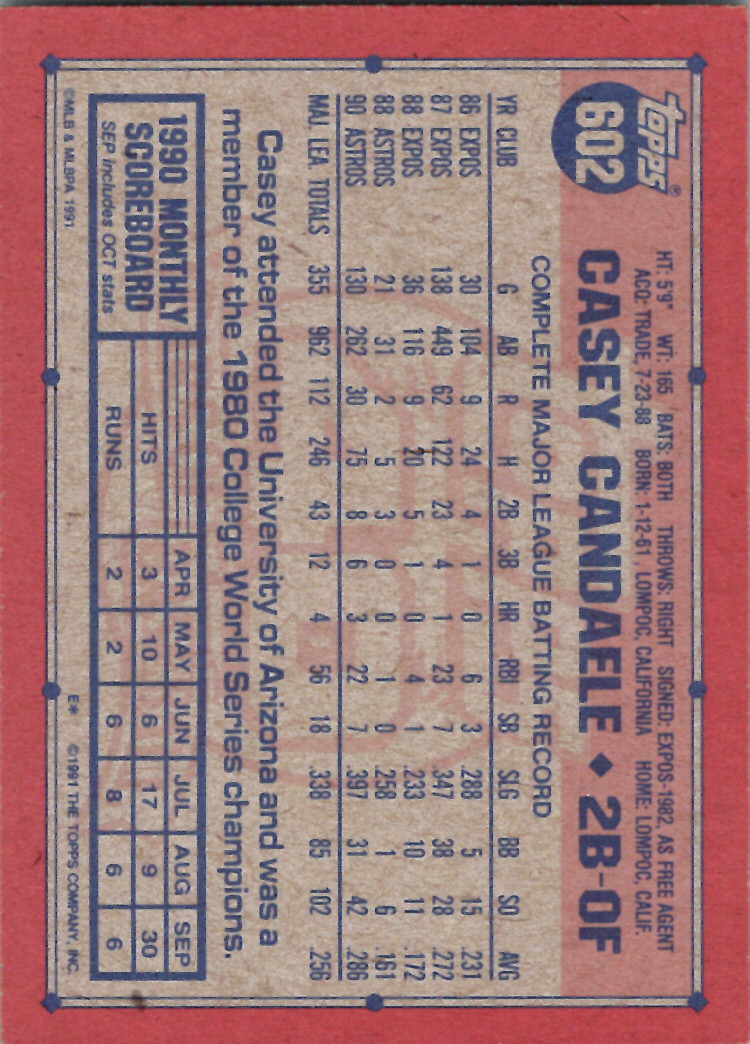 topps®
602
HT: 5'9" WT: 165 BATS: BOTH THROWS: RIGHT SIGNED: EXPOS-1982, AS FREE AGENT
ACQ: TRADE, 7-23-88 BORN: 1-12-61, LOMPOC, CALIFORNIA HOME: LOMPOC, CALIF.
CASEY CANDAELE ◆ 2B-OF
COMPLETE MAJOR LEAGUE BATTING RECORD
YR CLUB G AB R H 2B 3B HR RBI SB SLG BB SO AVG
86 EXPOS 30 104 9 24 4 1 0 6 3 .288 5 15 .231
87 EXPOS 138 449 62 122 23 4 1 23 7 .347 38 28 .272
88 EXPOS 36 116 9 20 5 1 0 4 1 .233 10 11 .172
88 ASTROS 21 31 2 5 3 0 0 1 0 .258 1 6 .161
90 ASTROS 130 262 30 75 8 6 3 22 7 .397 31 42 .286
MAJ. LEA. TOTALS 355 962 112 246 43 12 4 56 18 .338 85 102 .256
Casey attended the University of Arizona and was a
member of the 1980 College World Series champions.
1990 MONTHLY
SCOREBOARD
SEP includes OCT stats
APR MAY JUN JUL AUG SEP
HITS 3 10 6 17 9 30
RUNS 2 2 6 8 6 6
©MLB & MLBPA 1991 E* ©1991 THE TOPPS COMPANY, INC.